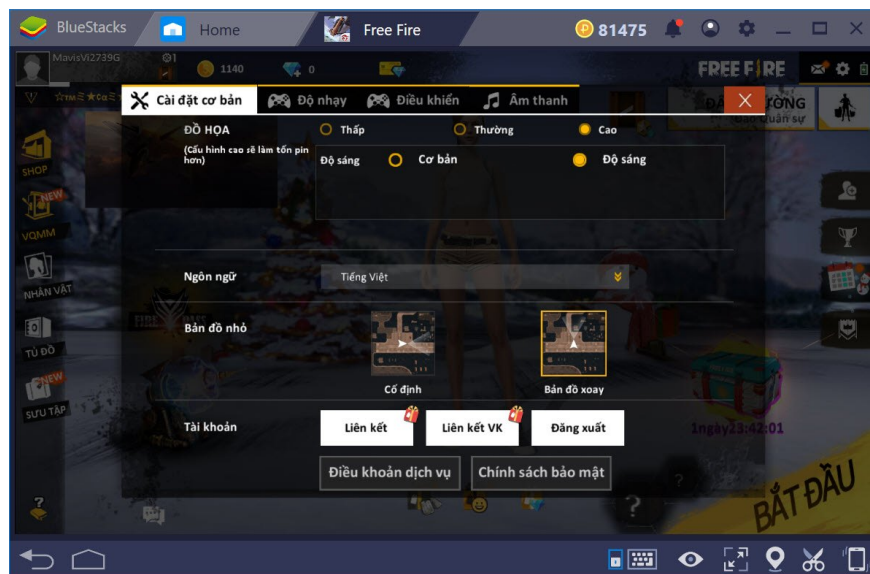 BlueStacks
Home
Free Fire
P 81475
MavisVi2739G
1
1140
0
FREE FIRE
Cài đặt cơ bản
Độ nhạy
Điều khiển
Âm thanh
X
ĐỒ HỌA
(Cấu hình cao sẽ làm tốn pin hơn)
Thấp
Thường
Cao
Độ sáng
Cơ bản
Độ sáng
SHOP
NEW
VQMM
NHÂN VẬT
TỦ ĐỒ
NEW
SƯU TẬP
Ngôn ngữ
Tiếng Việt
Bản đồ nhỏ
Cố định
Bản đồ xoay
Tài khoản
Liên kết
Liên kết VK
Đăng xuất
1ngày23:42:01
Điều khoản dịch vụ
Chính sách bảo mật
?
?
BẮT ĐẦU